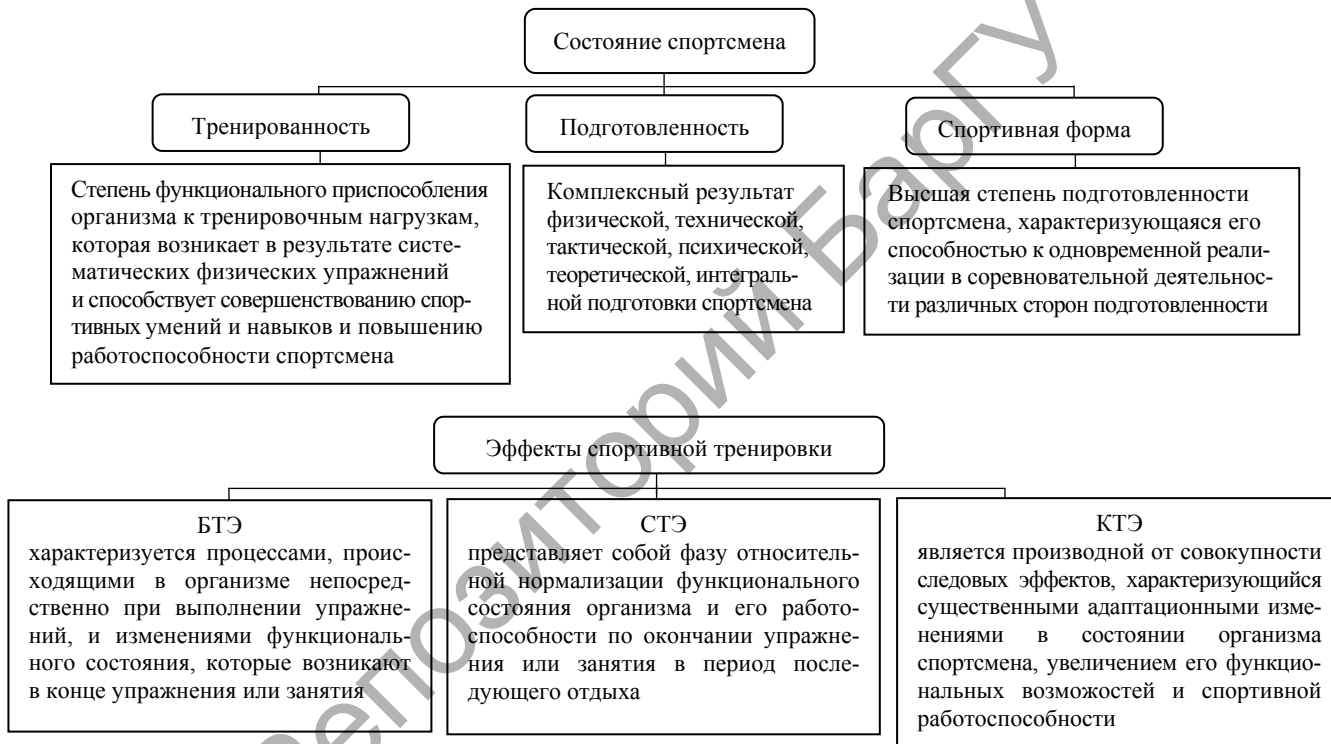 Состояние спортсмена
Тренированность
Подготовленность
Спортивная форма
Степень функционального приспособления
организма к тренировочным нагрузкам,
которая возникает в результате систе-
матических физических упражнений
и способствует совершенствованию спор-
тивных умений и навыков и повышению
работоспособности спортсмена
Комплексный результат
физической, технической,
тактической, психической,
теоретической, интеграль-
ной подготовки спортсмена
Высшая степень подготовленности
спортсмена, характеризующаяся его
способностью к одновременной реали-
зации в соревновательной деятельнос-
ти различных сторон подготовленности
Эффекты спортивной тренировки
БТЭ
характеризуется процессами, проис-
ходящими в организме непосред-
ственно при выполнении упражне-
ний, и изменениями функциональ-
ного состояния, которые возникают
в конце упражнения или занятия
СТЭ
представляет собой фазу относитель-
ной нормализации функционального
состояния организма и его работо-
способности по окончании упражне-
ния или занятия в период после-
дующего отдыха
КТЭ
является производной от совокупности
следовых эффектов, характеризующийся
существенными адаптационными изме-
нениями в состоянии организма
спортсмена, увеличением его функцио-
нальных возможостей и спортивной
работоспособности
Репозиторий БарГУ